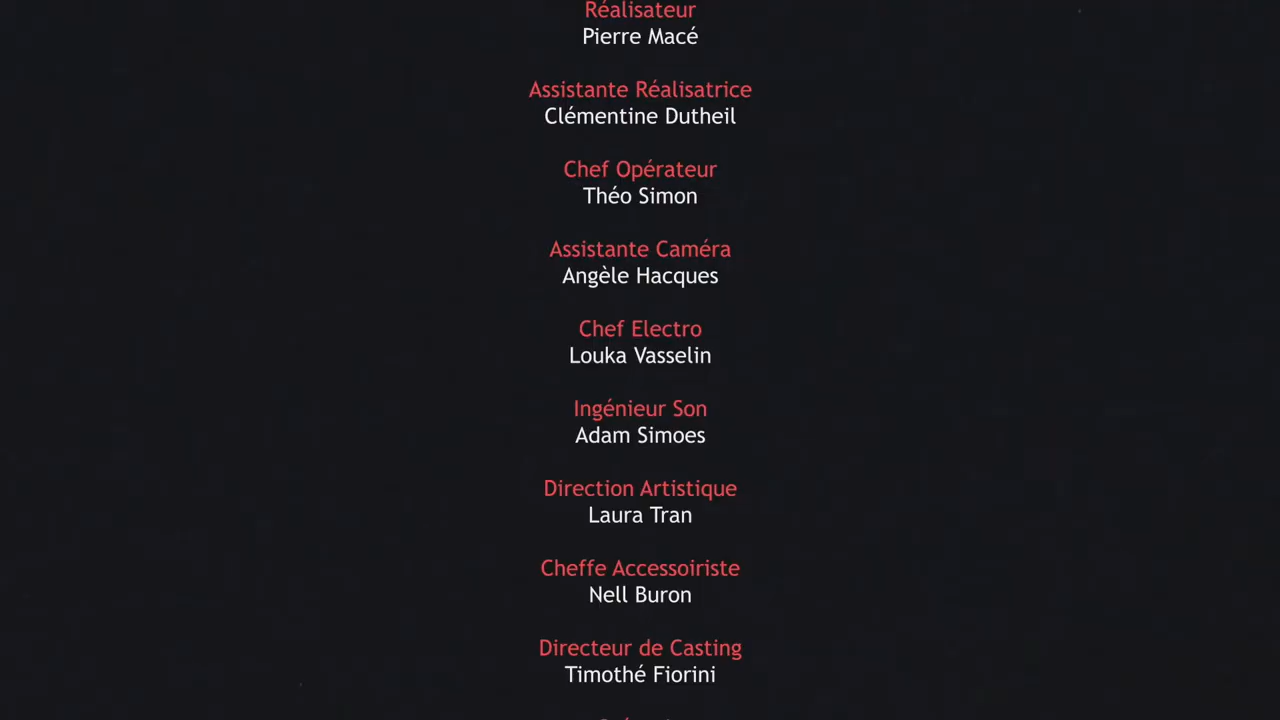 Réalisateur
Pierre Macé
Assistante Réalisatrice
Clémentine Dutheil
Chef Opérateur
Théo Simon
Assistante Caméra
Angèle Hacques
Chef Electro
Louka Vasselin
Ingénieur Son
Adam Simoes
Direction Artistique
Laura Tran
Cheffe Accessoiriste
Nell Buron
Directeur de Casting
Timothé Fiorini